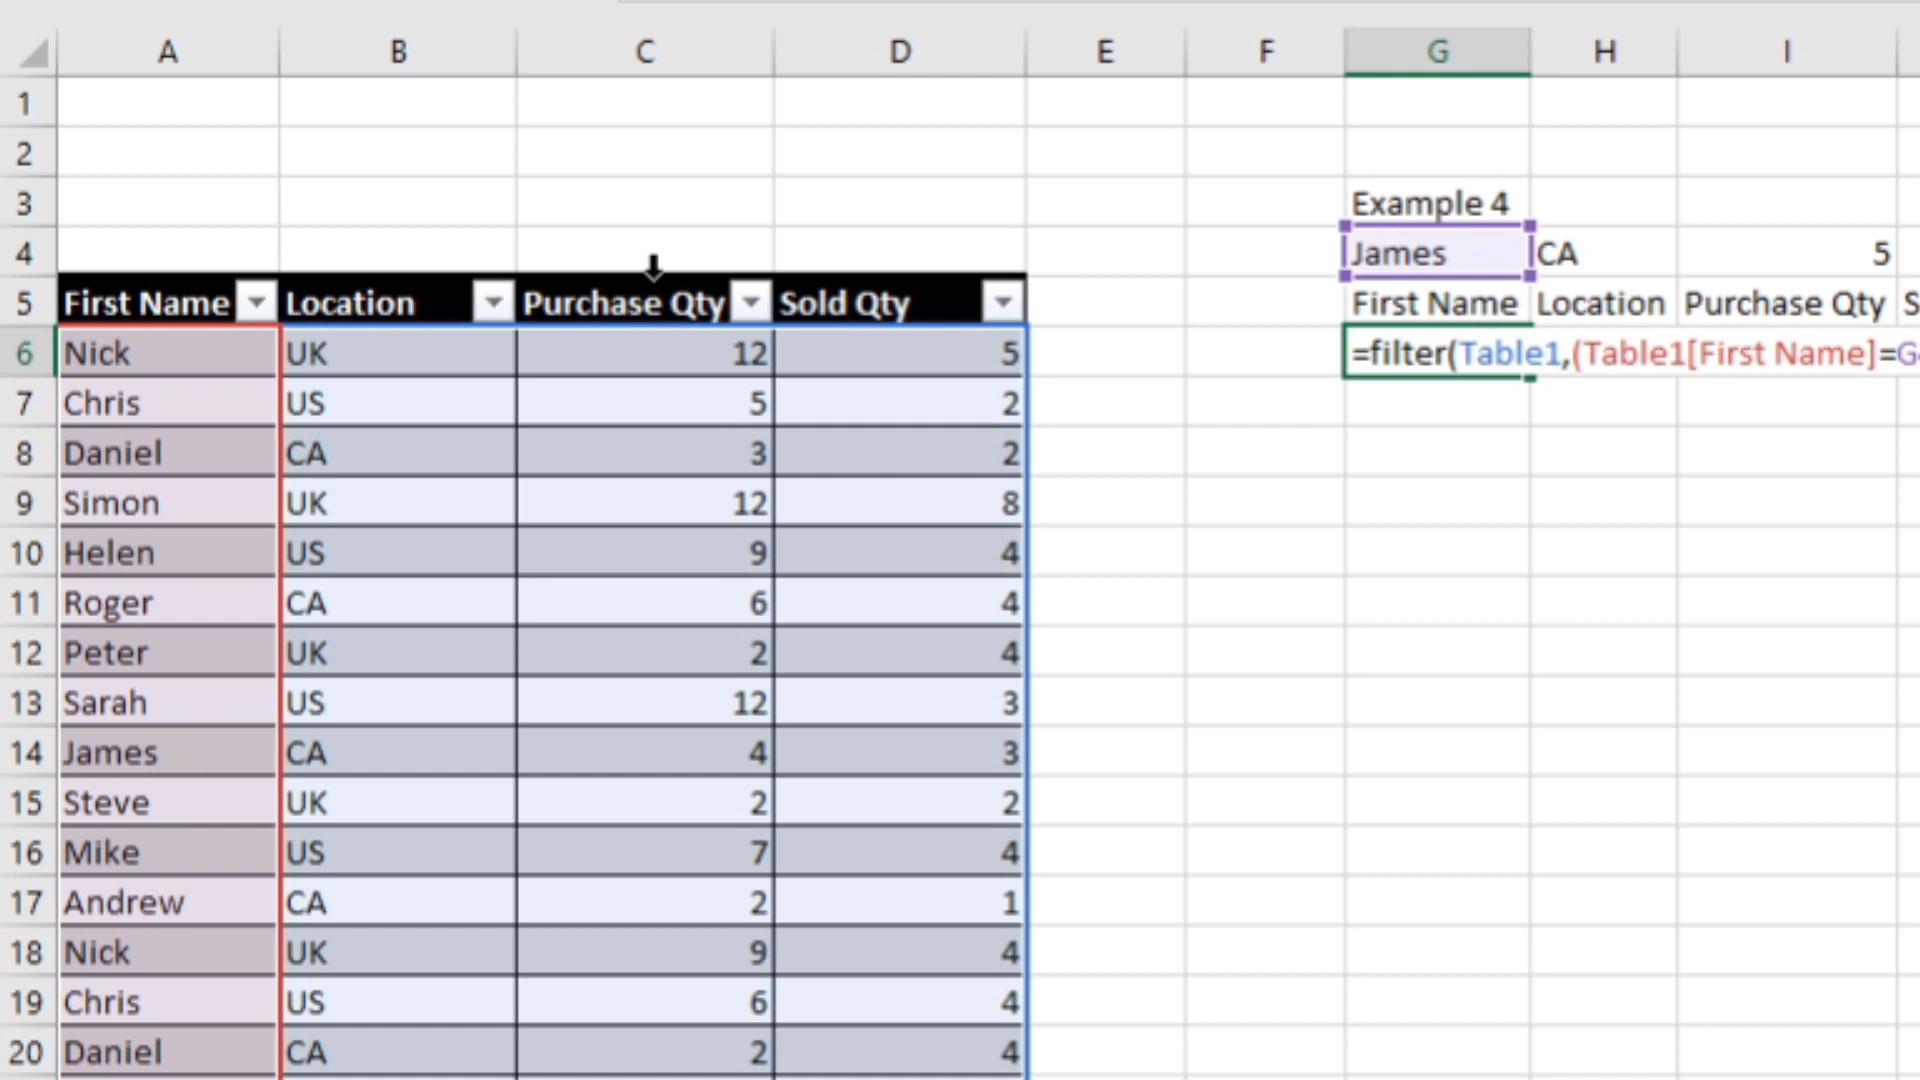 A B C D E F G H I
1
2
3 Example 4
4 James CA 5
5 First Name Location Purchase Qty Sold Qty First Name Location Purchase Qty S
6 Nick UK 12 5 =filter(Table1,(Table1[First Name]=G
7 Chris US 5 2
8 Daniel CA 3 2
9 Simon UK 12 8
10 Helen US 9 4
11 Roger CA 6 4
12 Peter UK 2 4
13 Sarah US 12 3
14 James CA 4 3
15 Steve UK 2 2
16 Mike US 7 4
17 Andrew CA 2 1
18 Nick UK 9 4
19 Chris US 6 4
20 Daniel CA 2 4